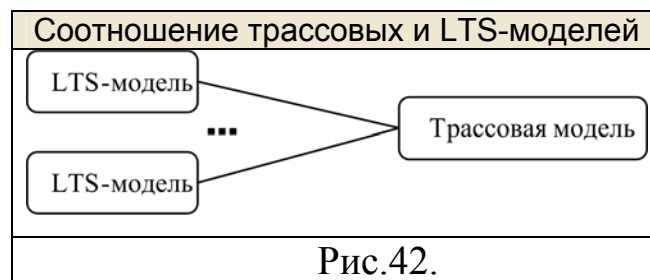 Соотношение трассовых и LTS-моделей
LTS-модель
...
Трассовая модель
LTS-модель
Рис.42.